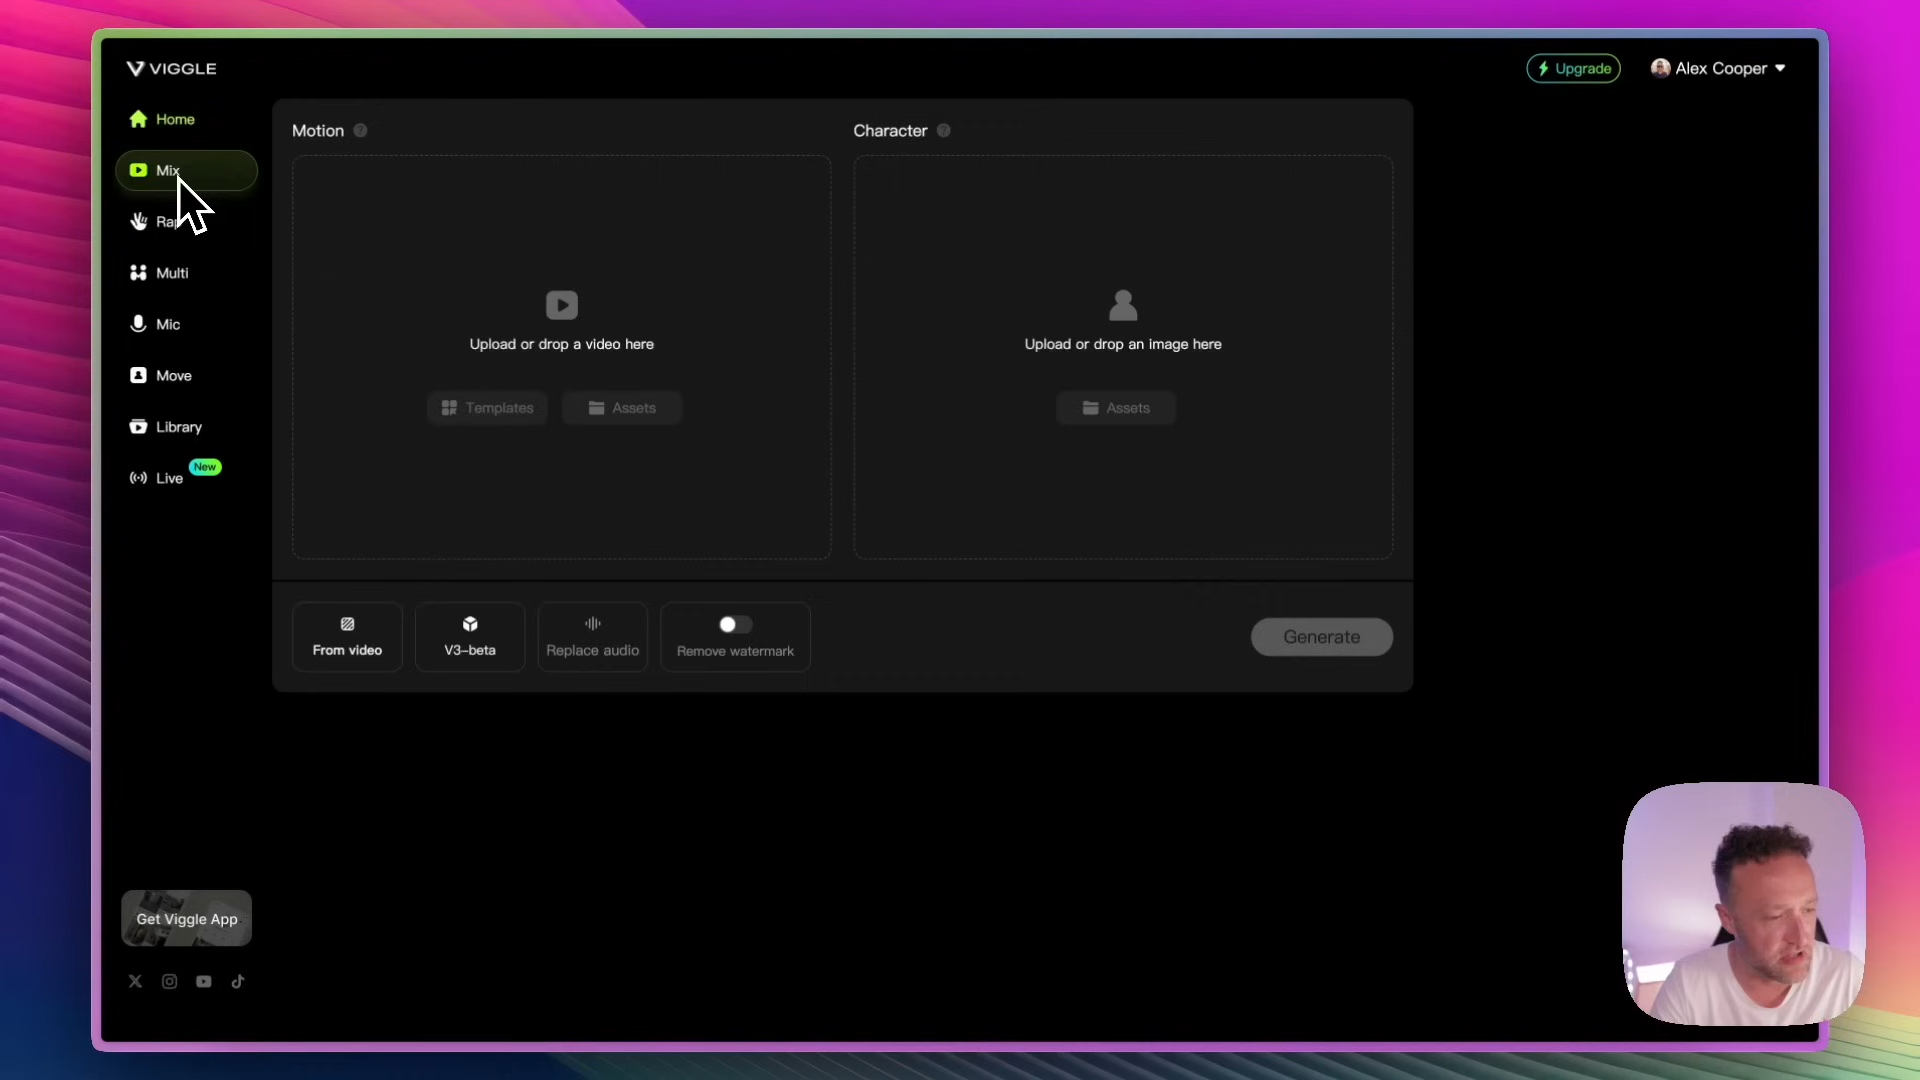 VIGGLE
Upgrade
Alex Cooper
Home
Mix
Rap
Multi
Mic
Move
Library
Live
New
Motion ?
Character ?
Upload or drop a video here
Templates
Assets
Upload or drop an image here
Assets
From video
V3-beta
Replace audio
Remove watermark
Generate
Get Viggle App